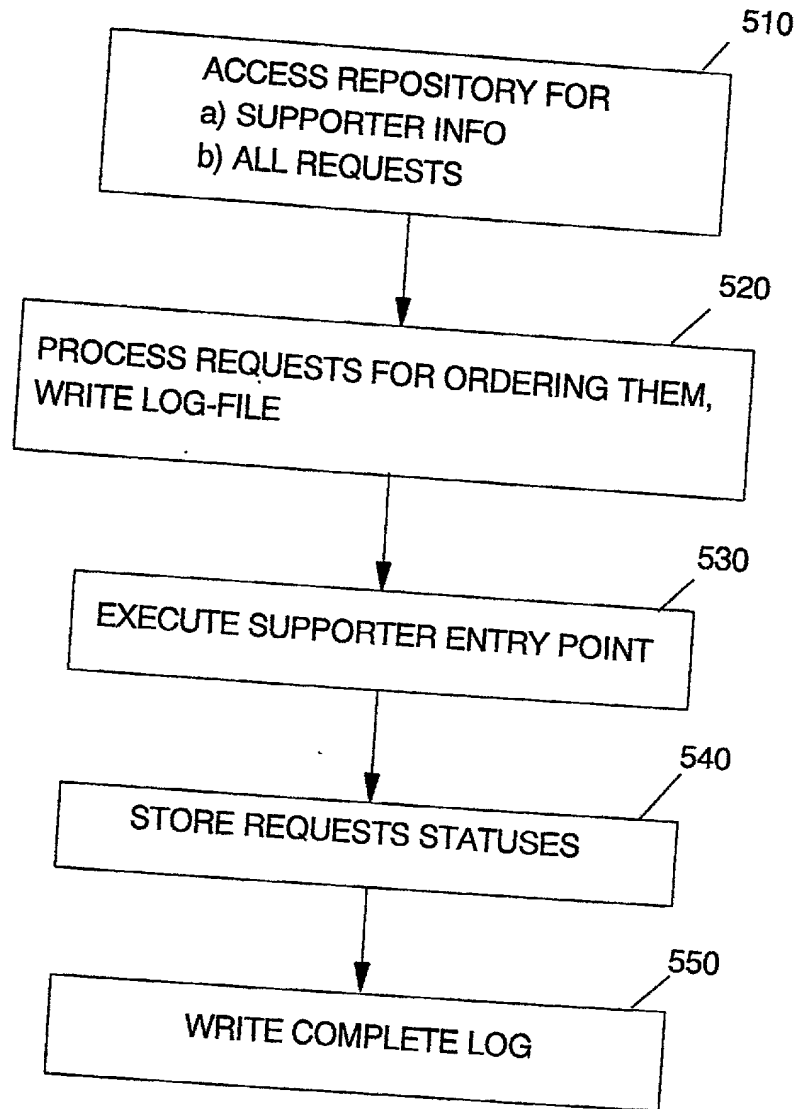 510
ACCESS REPOSITORY FOR
a) SUPPORTER INFO
b) ALL REQUESTS
520
PROCESS REQUESTS FOR ORDERING THEM,
WRITE LOG-FILE
530
EXECUTE SUPPORTER ENTRY POINT
540
STORE REQUESTS STATUSES
550
WRITE COMPLETE LOG